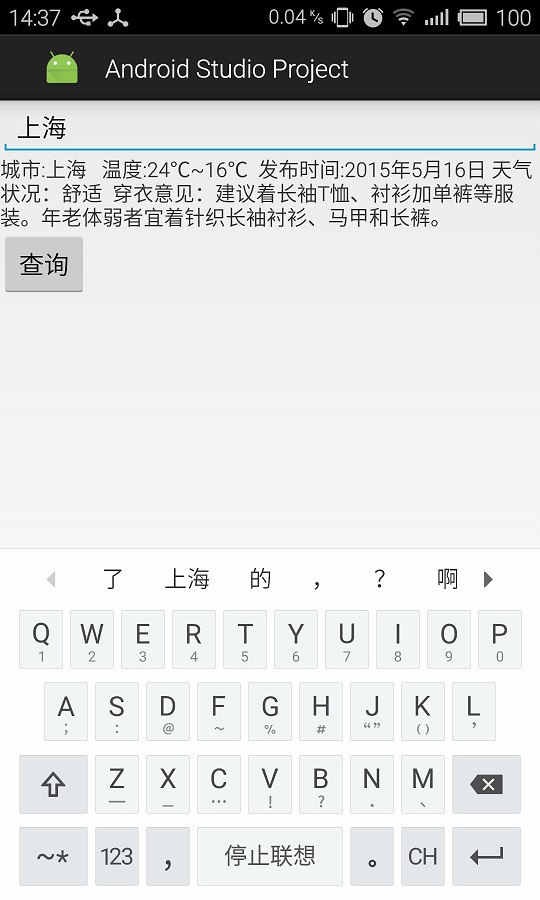 14:37 0.04 K/s 100
Android Studio Project
上海
城市:上海 温度:24℃~16℃ 发布时间:2015年5月16日 天气
状况：舒适 穿衣意见：建议着长袖T恤、衬衫加单裤等服
装。年老体弱者宜着针织长袖衬衫、马甲和长裤。
查询
了 上海 的 ， ？ 啊
Q W E R T Y U I O P
1 2 3 4 5 6 7 8 9 0
A S D F G H J K L
; : @ ~ % # “” () ’
Z X C V B N M
— _ … ! ? . 、
~* 123 ， 停止联想 。 CH